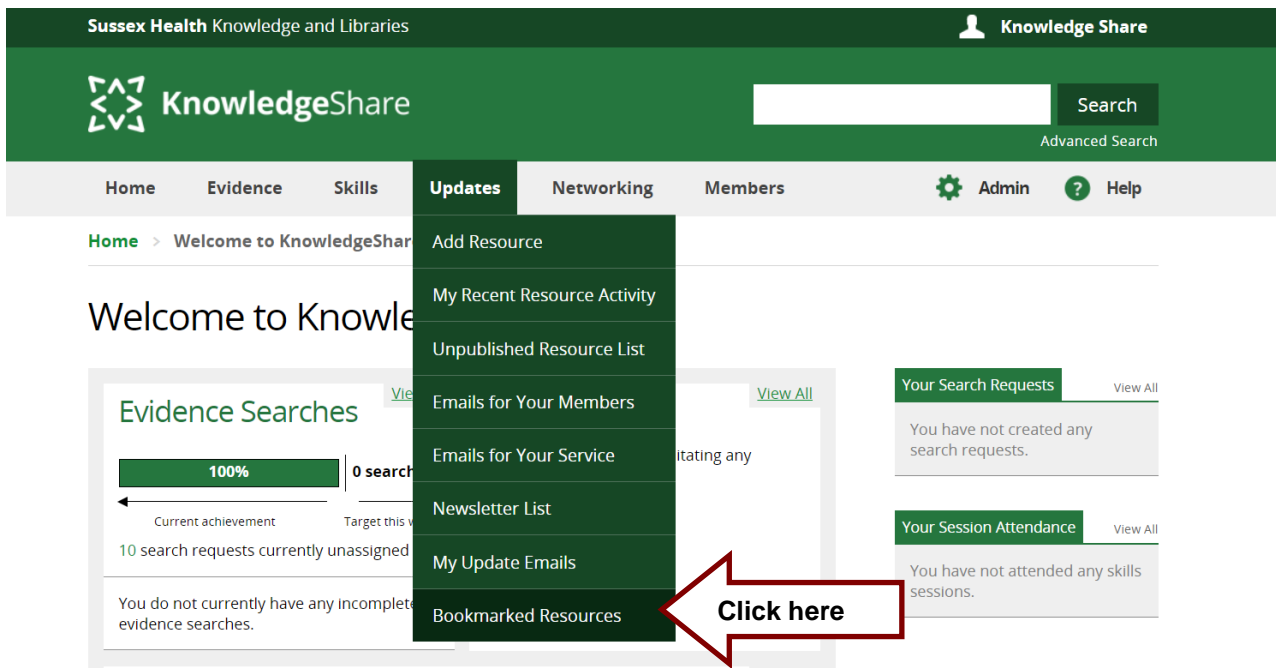 Sussex Health Knowledge and Libraries
Knowledge Share
KnowledgeShare
Search
Advanced Search
Home Evidence Skills Updates Networking Members Admin Help
Home > Welcome to KnowledgeShar
Add Resource
My Recent Resource Activity
Unpublished Resource List
Emails for Your Members
Emails for Your Service
Newsletter List
My Update Emails
Bookmarked Resources
Click here
Welcome to Knowle
Evidence Searches
Vie
100%
0 search
Current achievement
Target this w
10 search requests currently unassigned
You do not currently have any incomplete
evidence searches.
View All
itating any
Your Search Requests View All
You have not created any
search requests.
Your Session Attendance View All
You have not attended any skills
sessions.